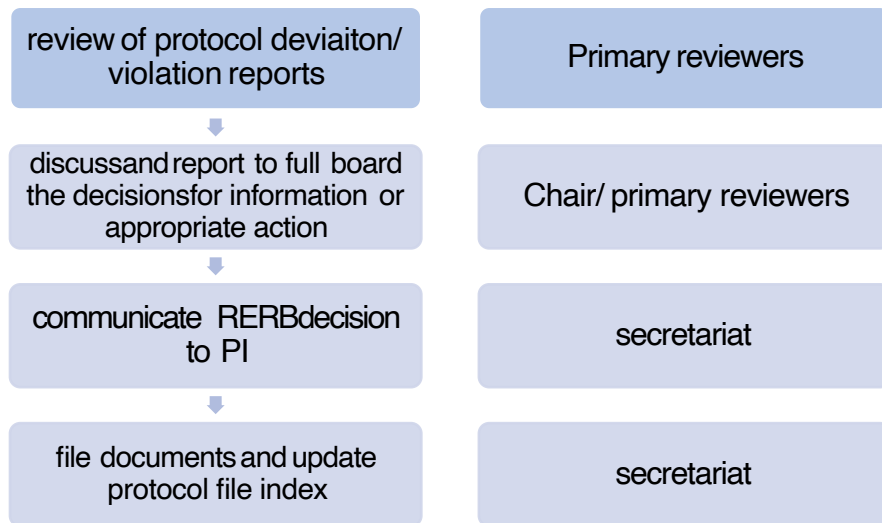 review of protocol deviaiton/
violation reports
Primary reviewers
discussand report to full board
the decisionsfor information or
appropriate action
Chair/ primary reviewers
communicate RERBdecision
to PI
secretariat
file documents and update
protocol file index
secretariat